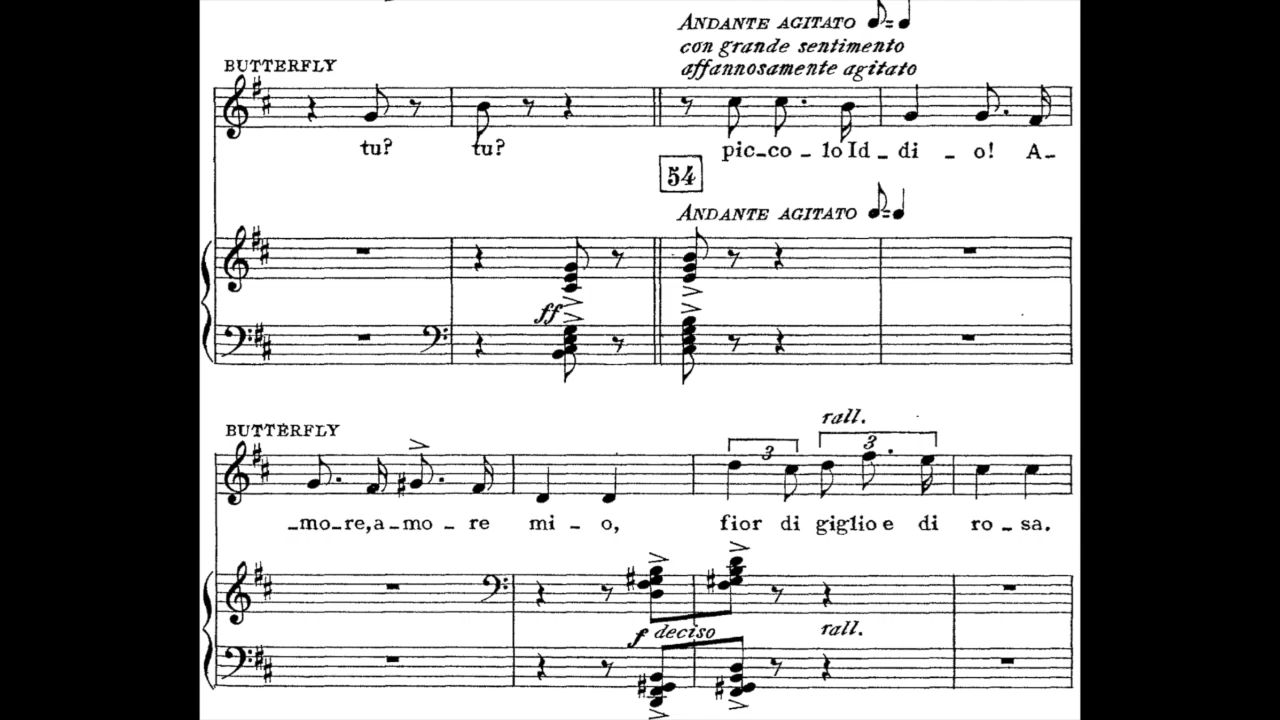 ANDANTE AGITATO
con grande sentimento
affannosamente agitato
BUTTERFLY
tu? tu? pic-co-lo Id-di-o! A-
54
ANDANTE AGITATO
ff
rall.
BUTTERFLY
3 3
-mo-re, a-mo-re mi-o, fior di giglio e di ro-sa.
f deciso rall.